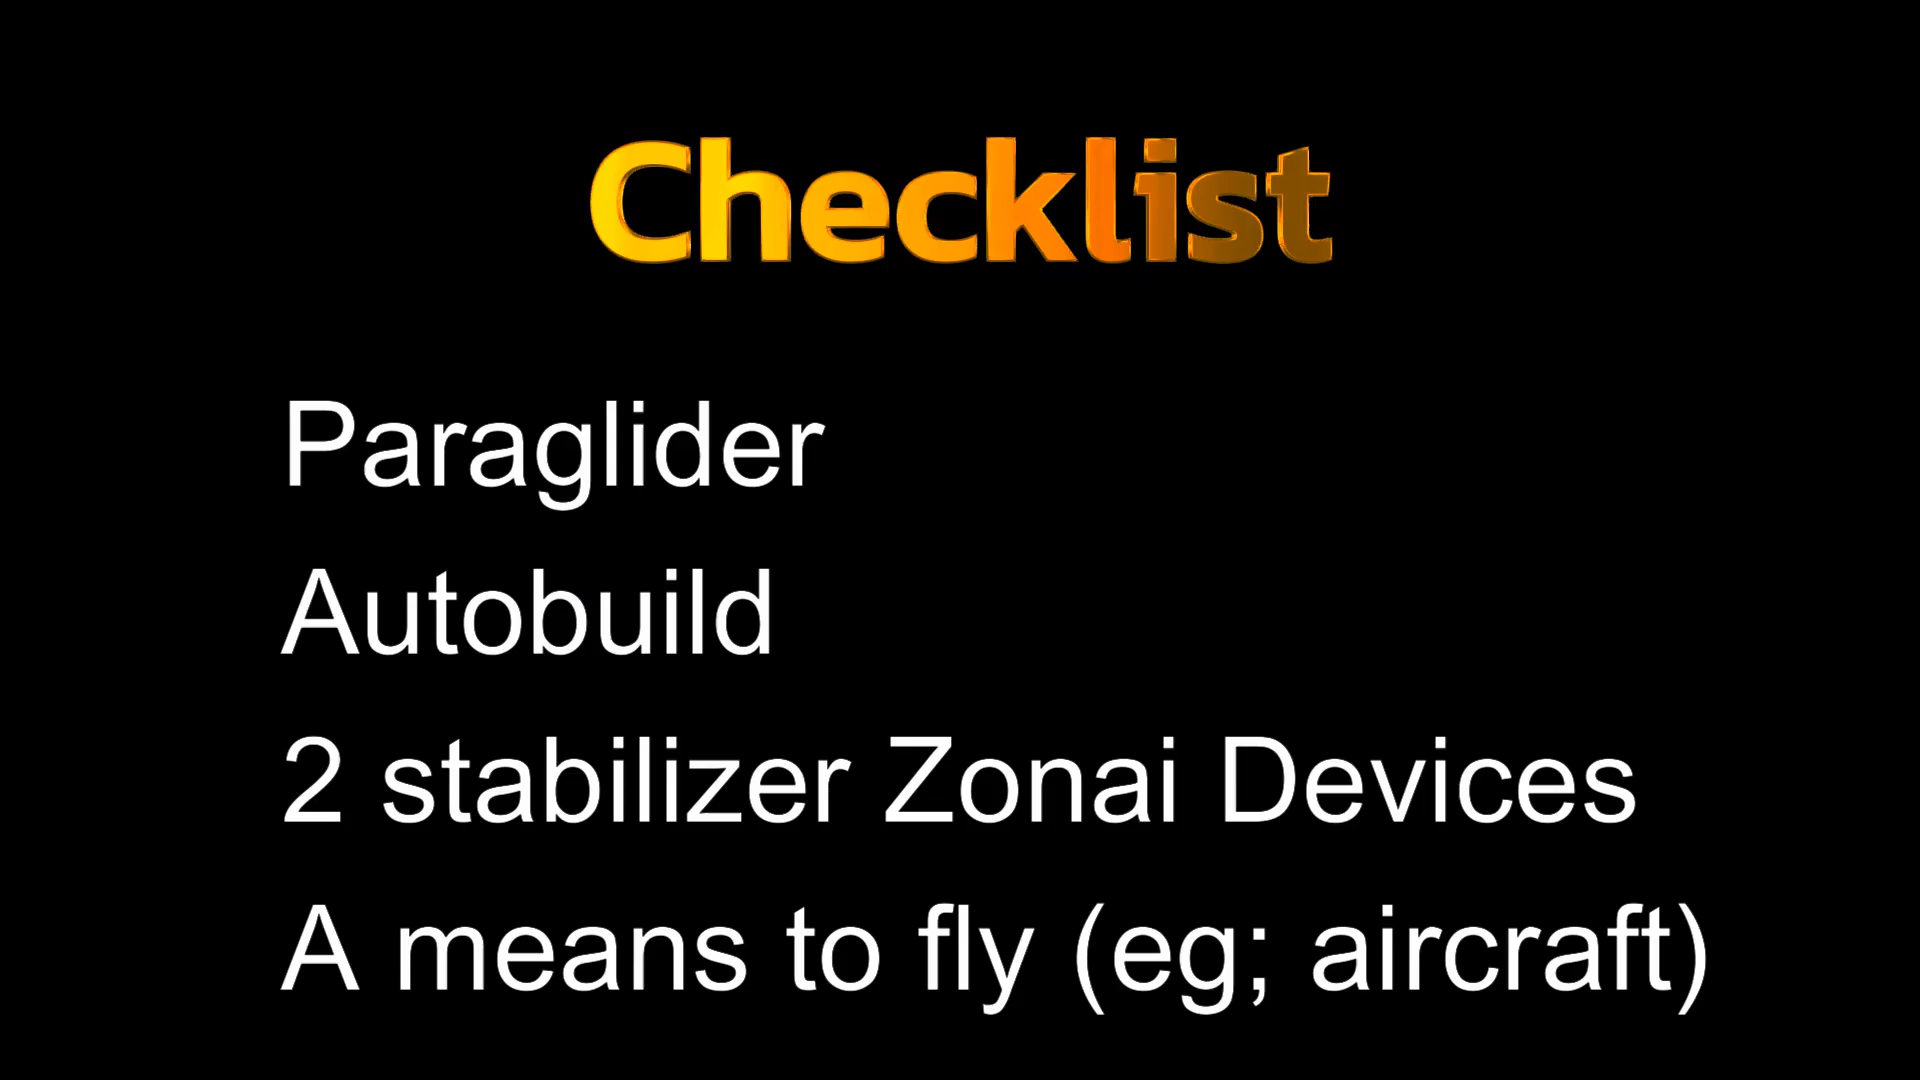 Checklist
Paraglider
Autobuild
2 stabilizer Zonai Devices
A means to fly (eg; aircraft)